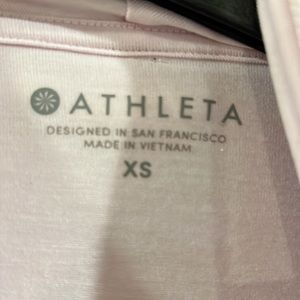 ATHLETA
DESIGNED IN SAN FRANCISCO
MADE IN VIETNAM
XS